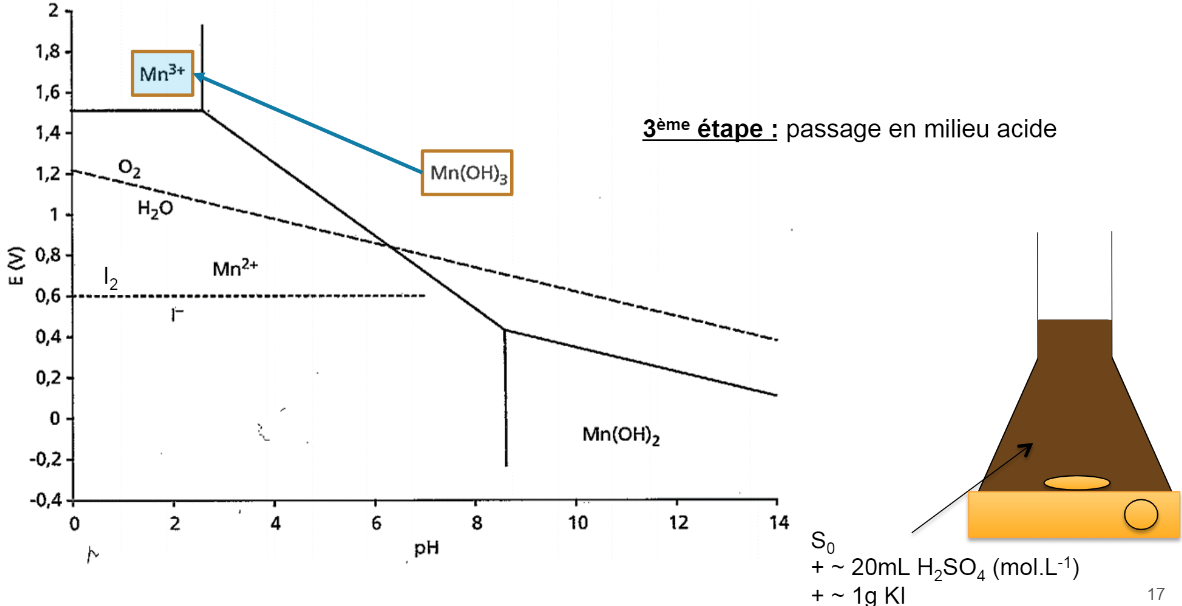 2
1,8
1,6
1,4
1,2
1
0,8
0,6
0,4
0,2
0
-0,2
-0,4
E (V)
Mn³⁺
Mn(OH)₃
O₂
H₂O
Mn²⁺
I₂
I⁻
Mn(OH)₂
0 2 4 6 8 10 12 14
pH
3ème étape : passage en milieu acide
S₀
+ ~ 20mL H₂SO₄ (mol.L⁻¹)
+ ~ 1g KI
17